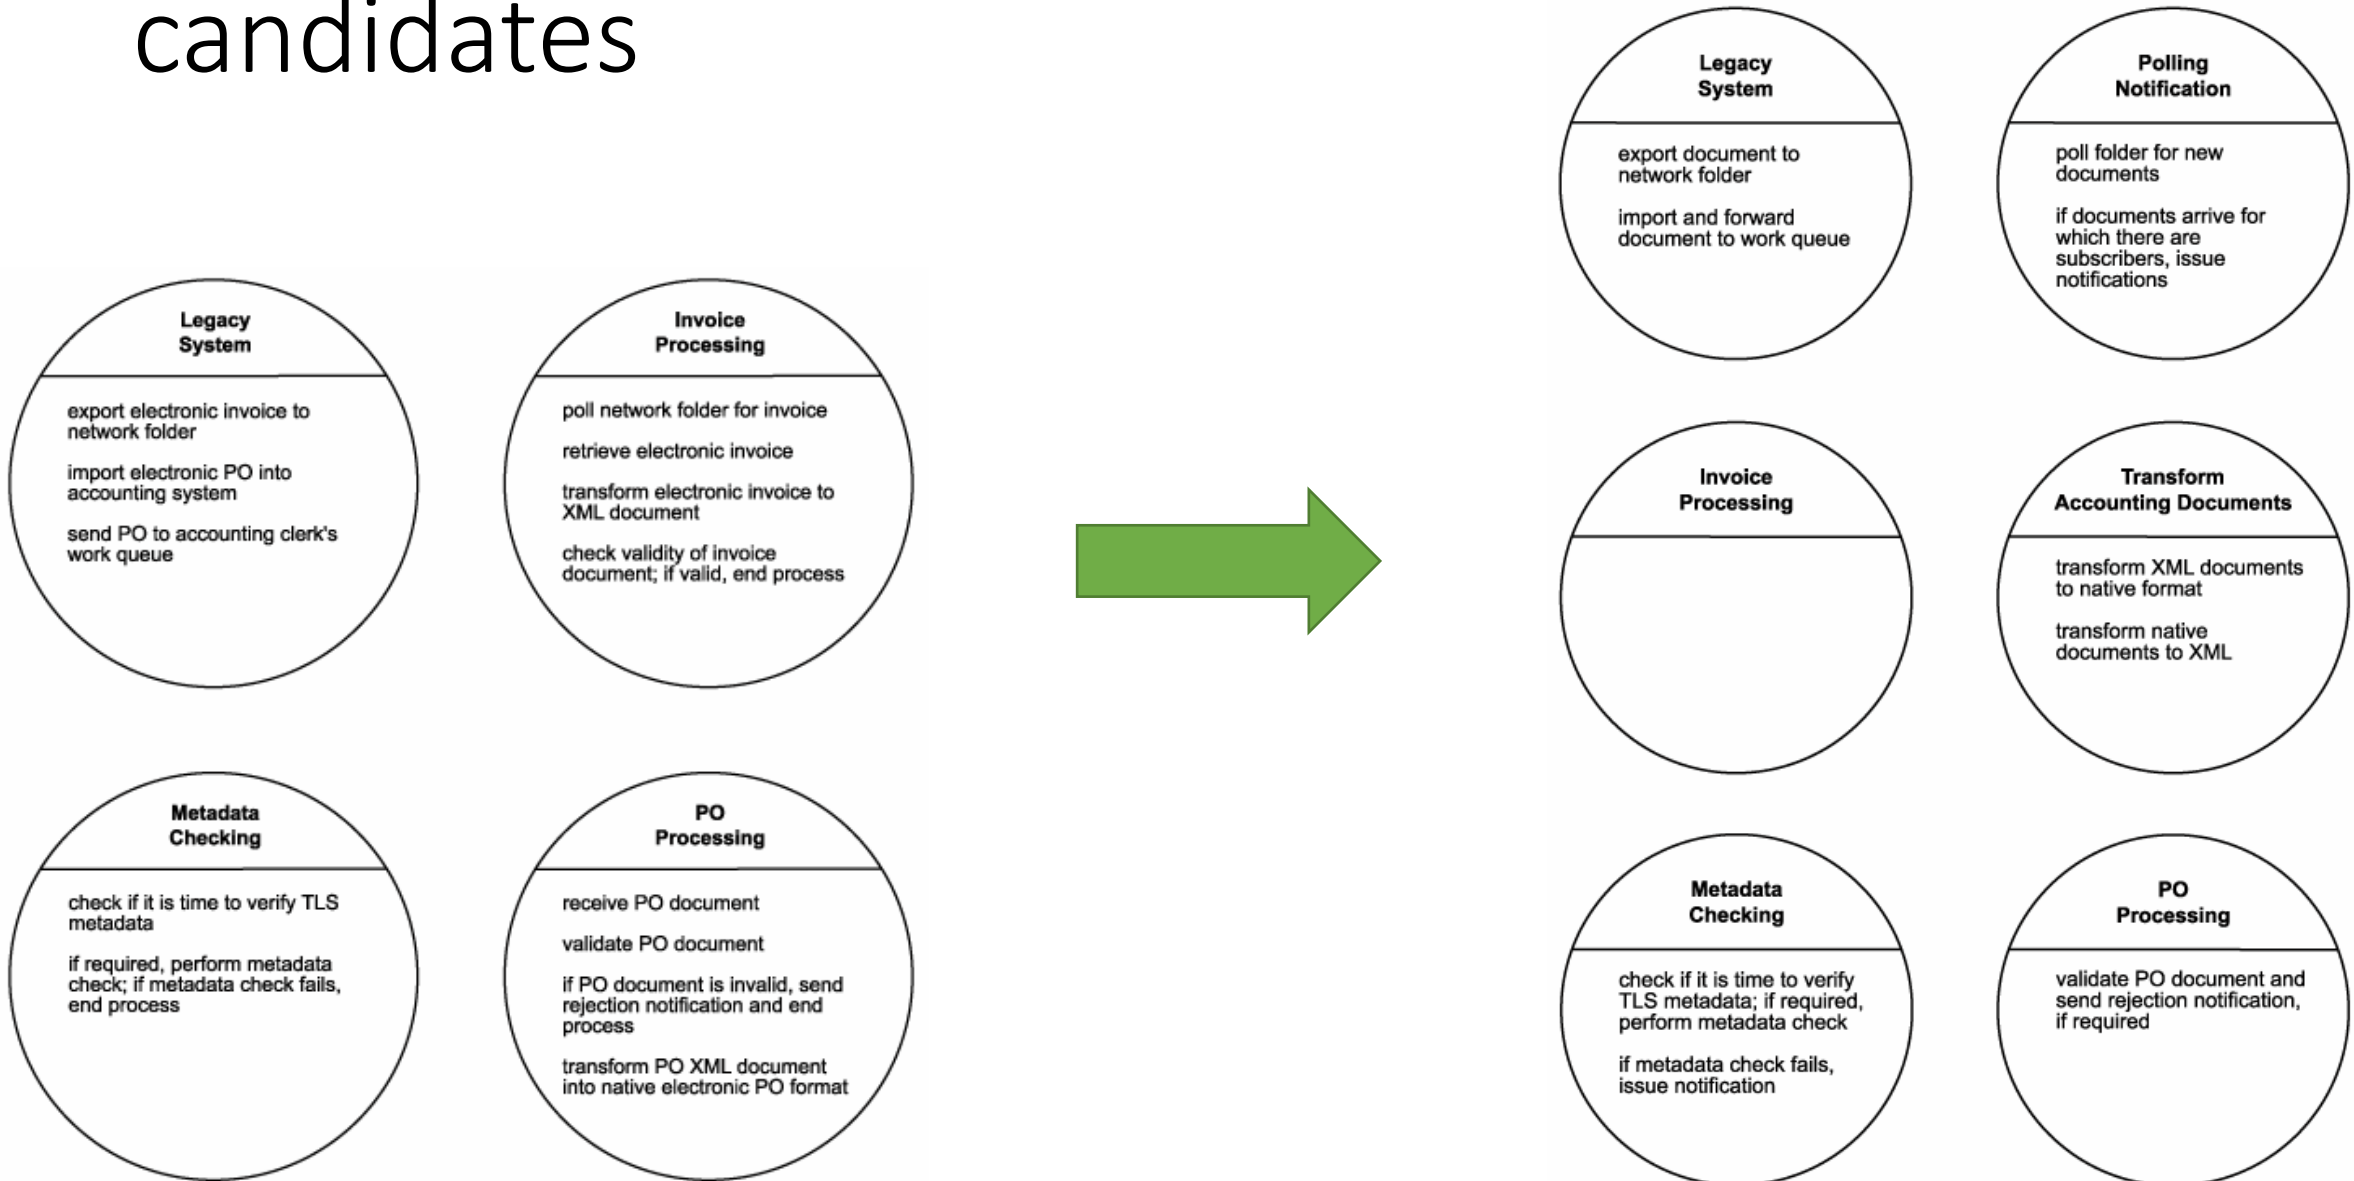 candidates
Legacy
System
export electronic invoice to
network folder
import electronic PO into
accounting system
send PO to accounting clerk's
work queue
Invoice
Processing
poll network folder for invoice
retrieve electronic invoice
transform electronic invoice to
XML document
check validity of invoice
document; if valid, end process
Metadata
Checking
check if it is time to verify TLS
metadata
if required, perform metadata
check; if metadata check fails,
end process
PO
Processing
receive PO document
validate PO document
if PO document is invalid, send
rejection notification and end
process
transform PO XML document
into native electronic PO format
Legacy
System
export document to
network folder
import and forward
document to work queue
Polling
Notification
poll folder for new
documents
if documents arrive for
which there are
subscribers, issue
notifications
Invoice
Processing
Transform
Accounting Documents
transform XML documents
to native format
transform native
documents to XML
Metadata
Checking
check if it is time to verify
TLS metadata; if required,
perform metadata check
if metadata check fails,
issue notification
PO
Processing
validate PO document and
send rejection notification,
if required